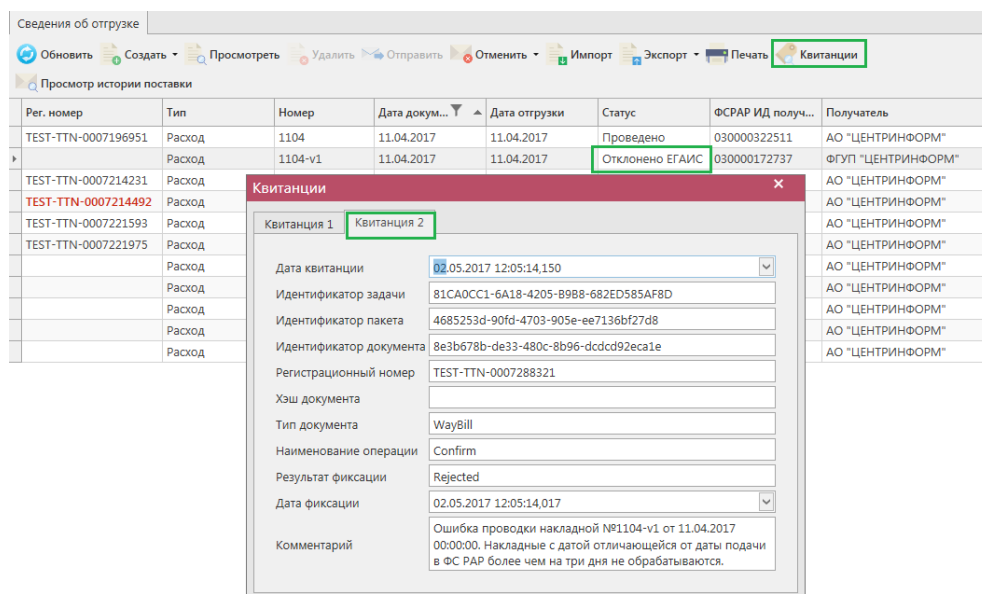 Сведения об отгрузке
Обновить Создать Просмотреть Удалить Отправить Отменить Импорт Экспорт Печать Квитанции
Просмотр истории поставки
Рег. номер Тип Номер Дата докум... Дата отгрузки Статус ФСРАР ИД получ... Получатель
TEST-TTN-0007196951 Расход 1104 11.04.2017 11.04.2017 Проведено 030000322511 АО "ЦЕНТРИНФОРМ"
Расход 1104-v1 11.04.2017 11.04.2017 Отклонено ЕГАИС 030000172737 ФГУП "ЦЕНТРИНФОРМ"
TEST-TTN-0007214231 Расход АО "ЦЕНТРИНФОРМ"
TEST-TTN-0007214492 Расход АО "ЦЕНТРИНФОРМ"
TEST-TTN-0007221593 Расход АО "ЦЕНТРИНФОРМ"
TEST-TTN-0007221975 Расход АО "ЦЕНТРИНФОРМ"
Расход АО "ЦЕНТРИНФОРМ"
Расход АО "ЦЕНТРИНФОРМ"
Расход АО "ЦЕНТРИНФОРМ"
Расход АО "ЦЕНТРИНФОРМ"
Расход АО "ЦЕНТРИНФОРМ"
Квитанции
Квитанция 1 Квитанция 2
Дата квитанции 02.05.2017 12:05:14,150
Идентификатор задачи 81CA0CC1-6A18-4205-B9B8-682ED585AF8D
Идентификатор пакета 4685253d-90fd-4703-905e-ee7136bf27d8
Идентификатор документа 8e3b678b-de33-480c-8b96-dcdcd92eca1e
Регистрационный номер TEST-TTN-0007288321
Хэш документа
Тип документа WayBill
Наименование операции Confirm
Результат фиксации Rejected
Дата фиксации 02.05.2017 12:05:14,017
Комментарий
Ошибка проводки накладной №1104-v1 от 11.04.2017
00:00:00. Накладные с датой отличающейся от даты подачи
в ФС РАР более чем на три дня не обрабатываются.